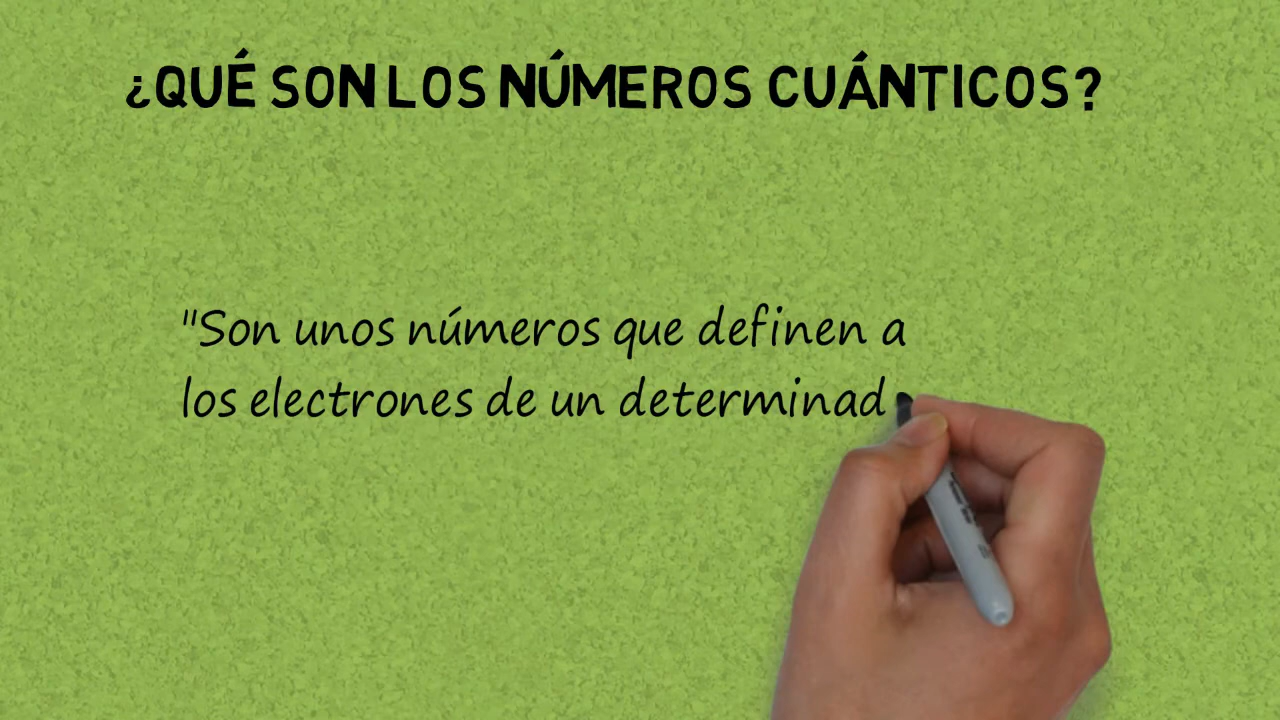 ¿QUÉ SON LOS NÚMEROS CUÁNTICOS?
"Son unos números que definen a
los electrones de un determinad